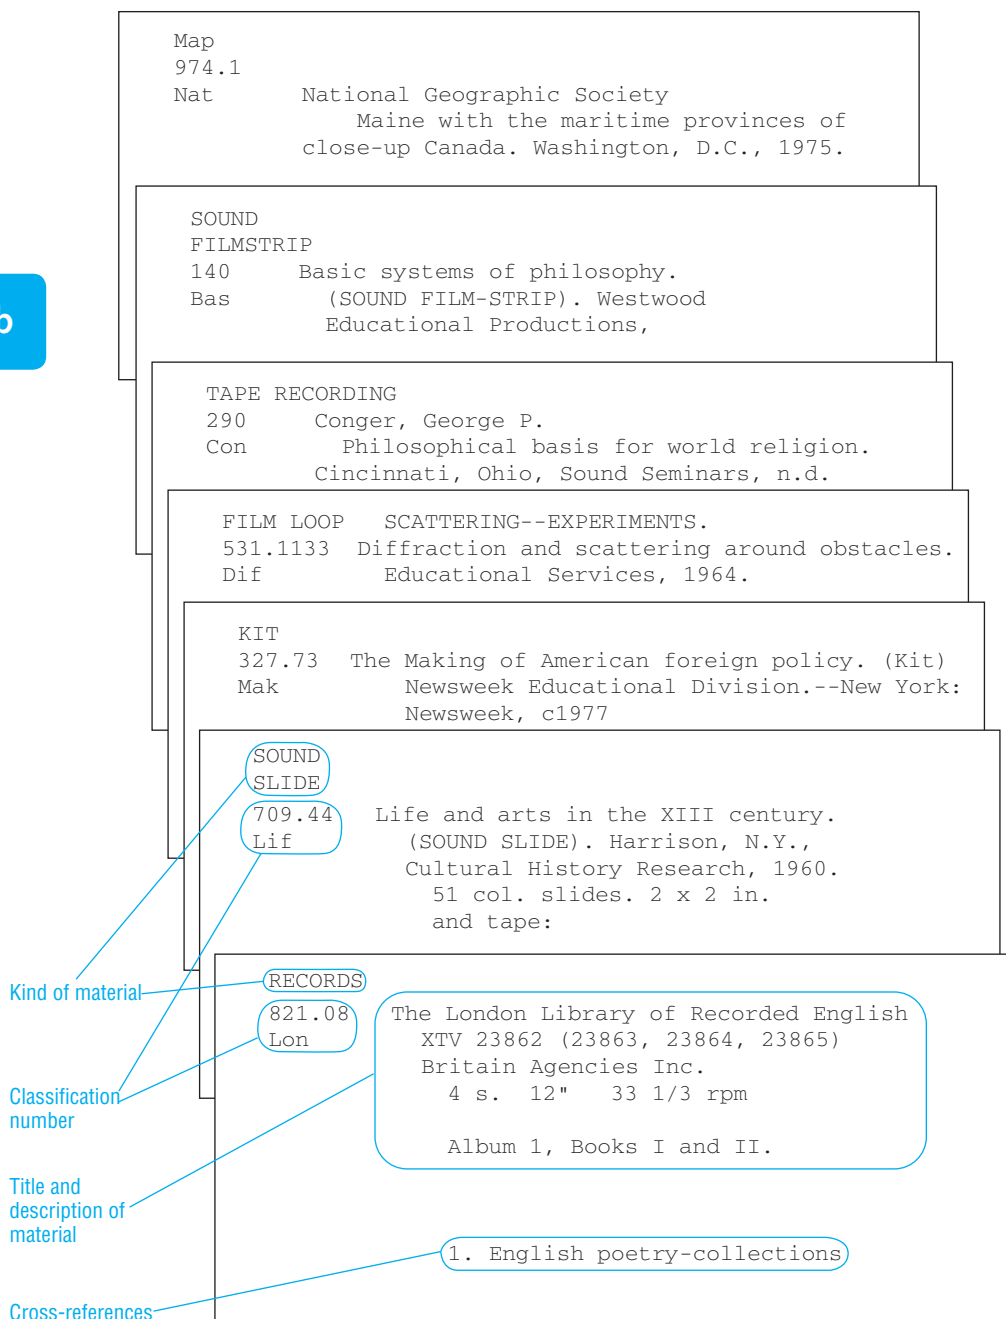 Map
974.1
Nat National Geographic Society
Maine with the maritime provinces of
close-up Canada. Washington, D.C., 1975.
SOUND
FILMSTRIP
140 Basic systems of philosophy.
Bas (SOUND FILM-STRIP). Westwood
Educational Productions,
b
TAPE RECORDING
290 Conger, George P.
Con Philosophical basis for world religion.
Cincinnati, Ohio, Sound Seminars, n.d.
FILM LOOP SCATTERING--EXPERIMENTS.
531.1133 Diffraction and scattering around obstacles.
Dif Educational Services, 1964.
KIT
327.73 The Making of American foreign policy. (Kit)
Mak Newsweek Educational Division.--New York:
Newsweek, c1977
SOUND
SLIDE
709.44 Life and arts in the XIII century.
Lif (SOUND SLIDE). Harrison, N.Y.,
Cultural History Research, 1960.
51 col. slides. 2 x 2 in.
and tape:
Kind of material
RECORDS
821.08 The London Library of Recorded English
Lon XTV 23862 (23863, 23864, 23865)
Britain Agencies Inc.
4 s. 12" 33 1/3 rpm
Album 1, Books I and II.
Classification
number
Title and
description of
material
1. English poetry-collections
Cross-references